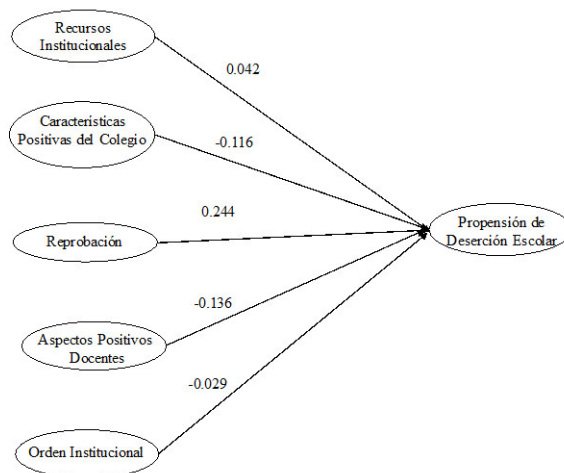 Recursos
Institucionales
0.042
Características
Positivas del Colegio
-0.116
0.244
Propensión de
Deserción Escolar
Reprobación
-0.136
Aspectos Positivos
Docentes
-0.029
Orden Institucional